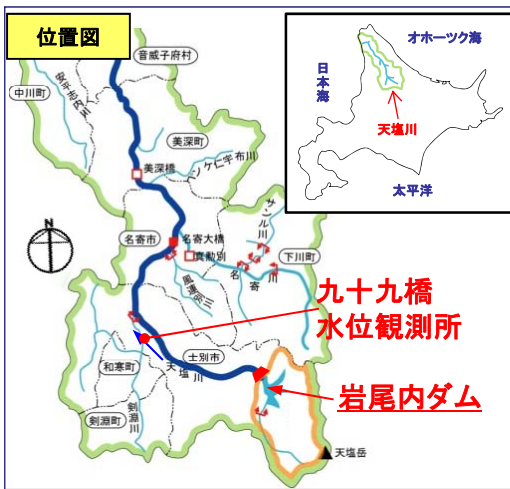 位置図
オホーツク海
日本海
天塩川
太平洋
音威子府村
中川町
安平志内川
美深町
ペンケニウプ川
美深橋
N
名寄市
名寄大橋
真勲別
サンル川
下川町
名寄川
風連別川
九十九橋
水位観測所
士別市
天塩川
和寒町
剣淵町
剣淵川
岩尾内ダム
天塩岳